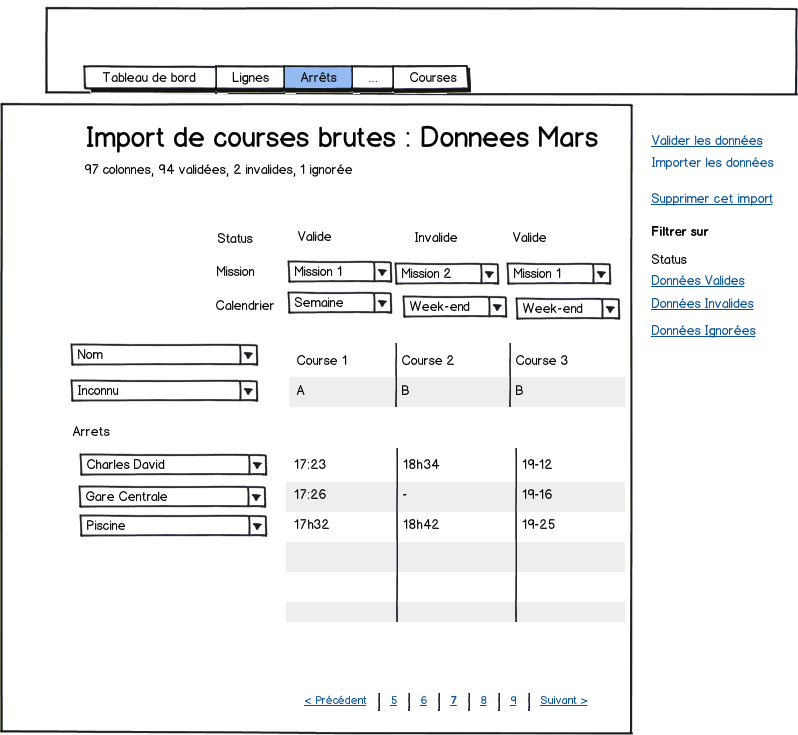 Tableau de bord Lignes Arrêts ... Courses
Import de courses brutes : Donnees Mars
97 colonnes, 94 validées, 2 invalides, 1 ignorée
Valider les données
Importer les données
Supprimer cet import
Filtrer sur
Status
Données Valides
Données Invalides
Données Ignorées
Status Valide Invalide Valide
Mission Mission 1 Mission 2 Mission 1
Calendrier Semaine Week-end Week-end
Nom Course 1 Course 2 Course 3
Inconnu A B B
Arrets
Charles David 17:23 18h34 19-12
Gare Centrale 17:26 - 19-16
Piscine 17h32 18h42 19-25
< Précédent | 5 | 6 | 7 | 8 | 9 | Suivant >